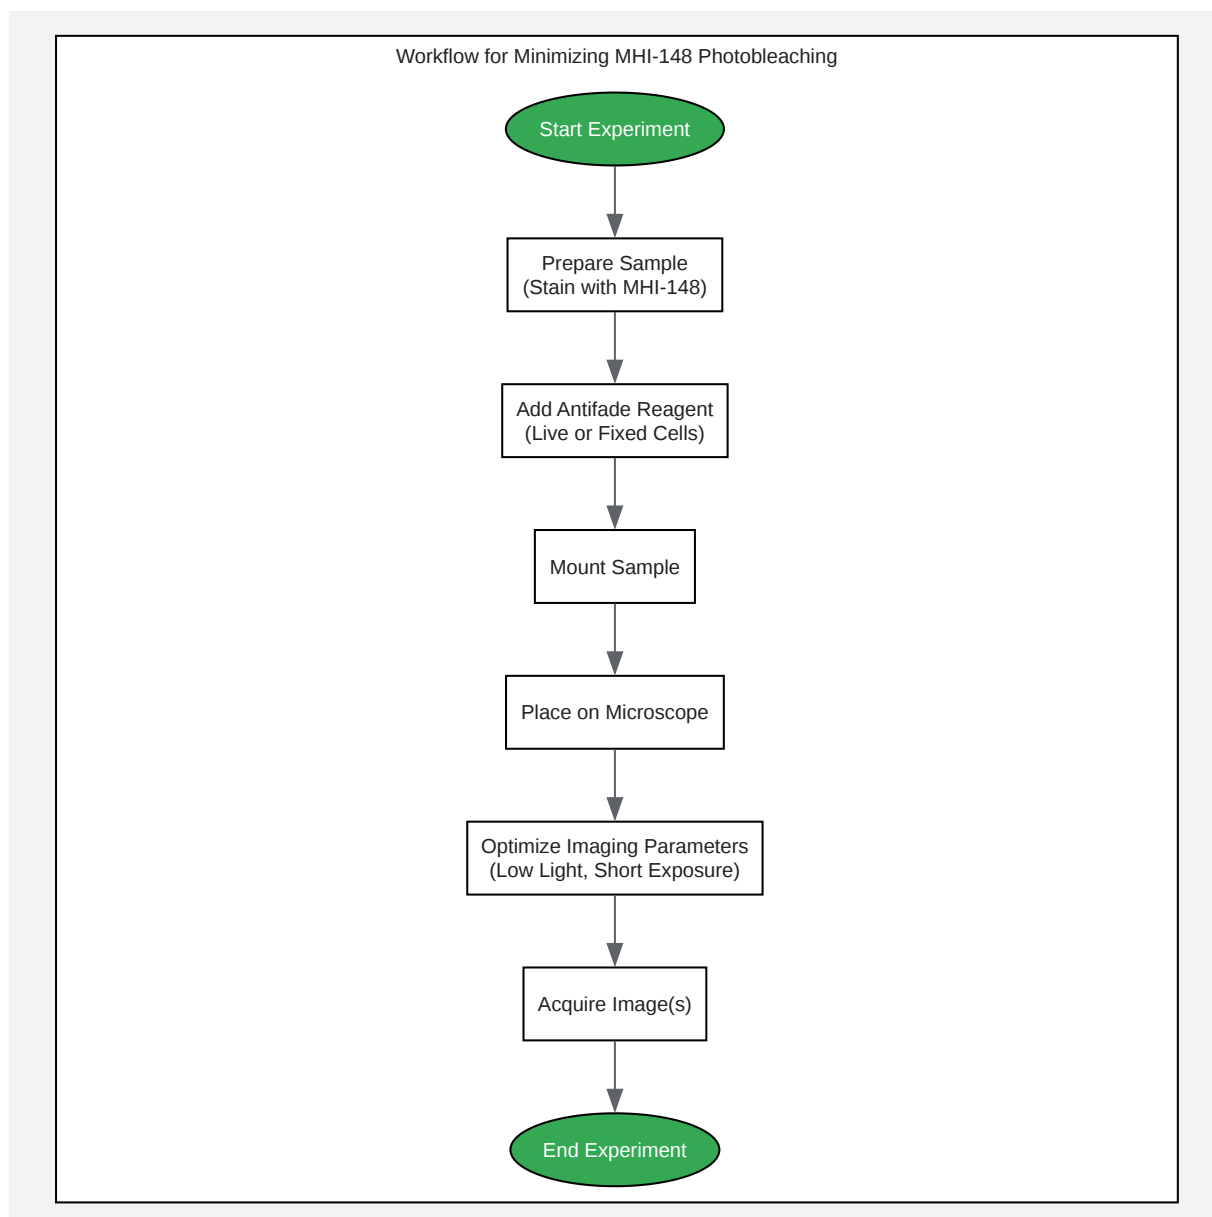 Workflow for Minimizing MHI-148 Photobleaching
Start Experiment
Prepare Sample
(Stain with MHI-148)
Add Antifade Reagent
(Live or Fixed Cells)
Mount Sample
Place on Microscope
Optimize Imaging Parameters
(Low Light, Short Exposure)
Acquire Image(s)
End Experiment